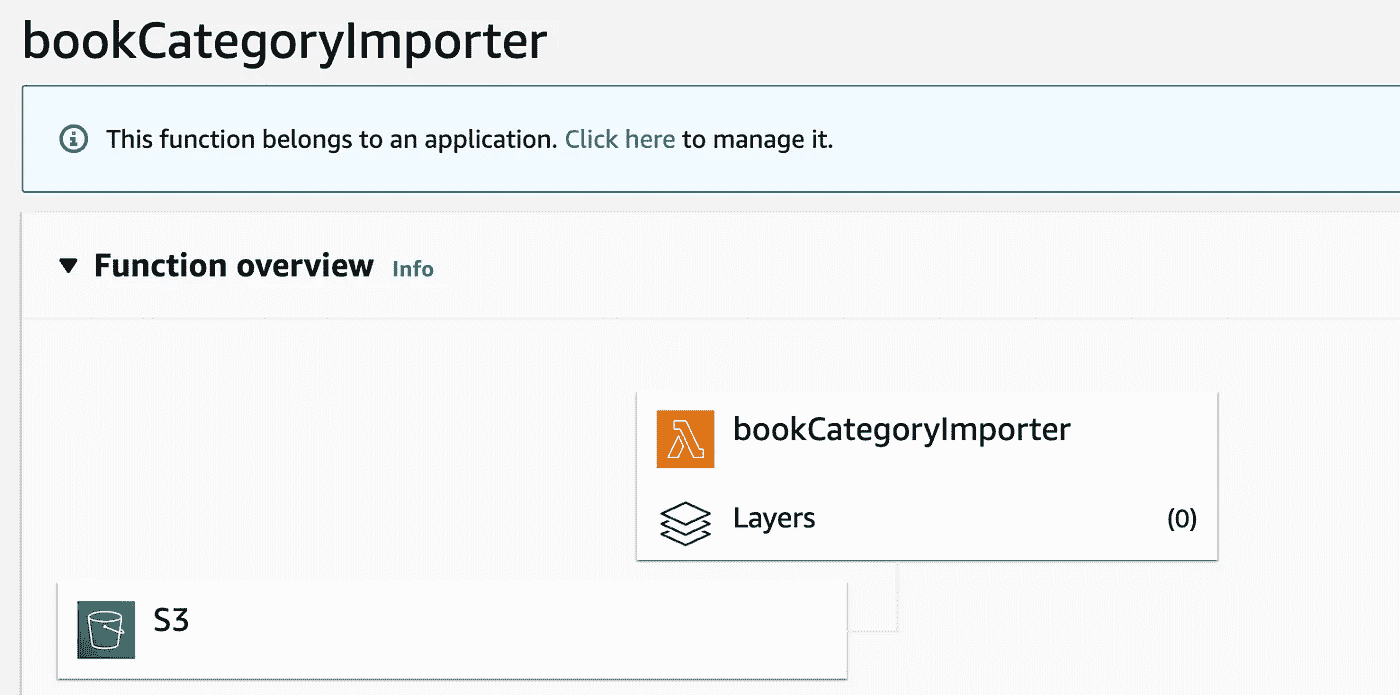 bookCategoryImporter
This function belongs to an application. Click here to manage it.
Function overview Info
bookCategoryImporter
Layers (0)
S3